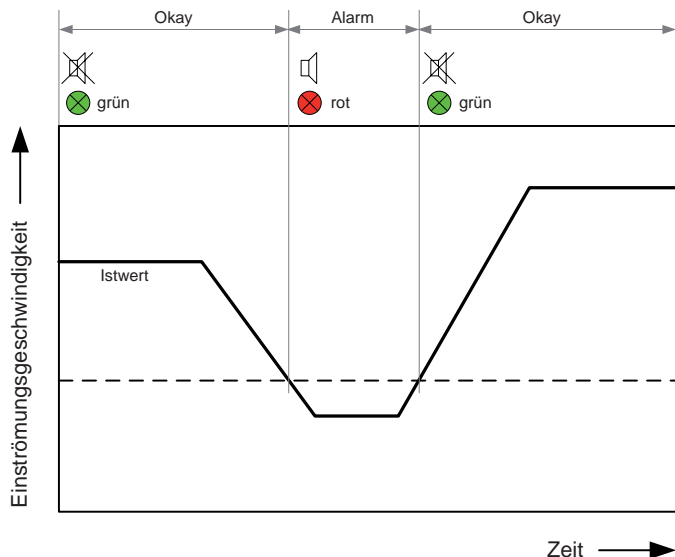 Okay Alarm Okay
grün rot grün
Istwert
Einströmungsgeschwindigkeit
Zeit